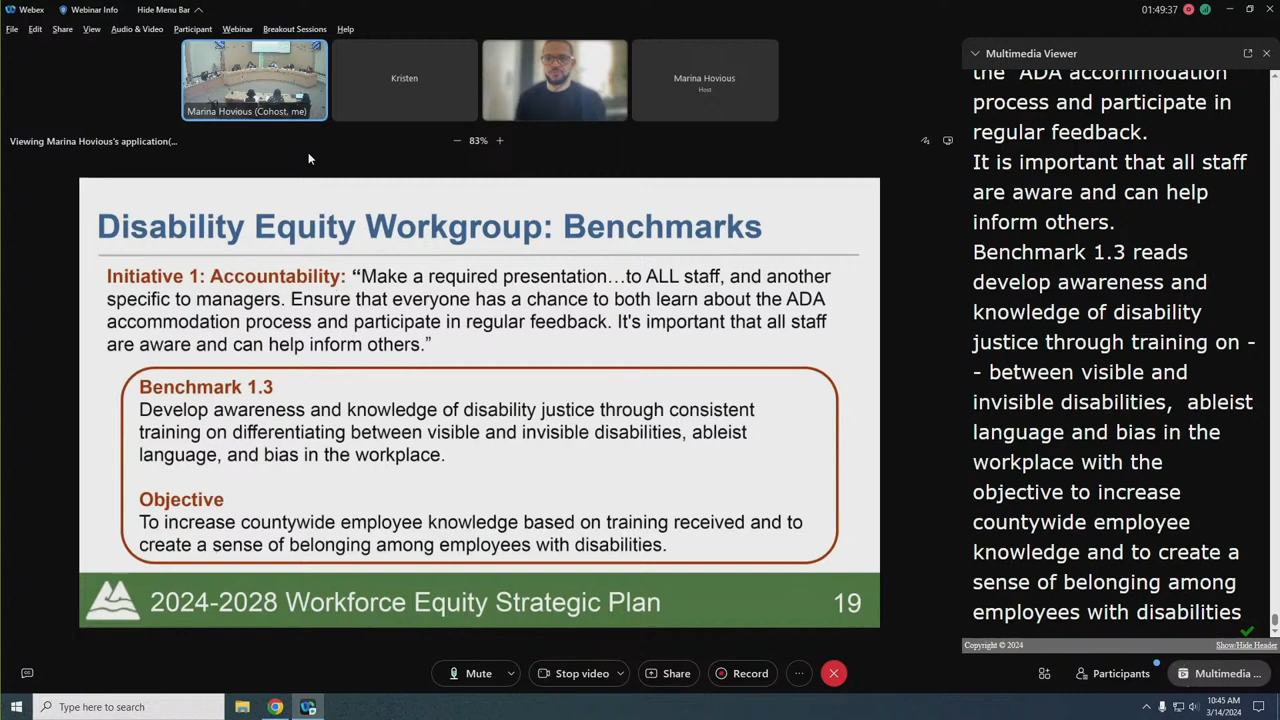 Webex
Webinar Info
Hide Menu Bar
01:49:37
File Edit Share View Audio & Video Participant Webinar Breakout Sessions Help
Marina Hovious (Cohost, me)
Kristen
Marina Hovious
Host
Viewing Marina Hovious's application(...
83%
Disability Equity Workgroup: Benchmarks
Initiative 1: Accountability: “Make a required presentation…to ALL staff, and another
specific to managers. Ensure that everyone has a chance to both learn about the ADA
accommodation process and participate in regular feedback. It's important that all staff
are aware and can help inform others.”
Benchmark 1.3
Develop awareness and knowledge of disability justice through consistent
training on differentiating between visible and invisible disabilities, ableist
language, and bias in the workplace.
Objective
To increase countywide employee knowledge based on training received and to
create a sense of belonging among employees with disabilities.
2024-2028 Workforce Equity Strategic Plan
19
Multimedia Viewer
the ADA accommodation
process and participate in
regular feedback.
It is important that all staff
are aware and can help
inform others.
Benchmark 1.3 reads
develop awareness and
knowledge of disability
justice through training on -
- between visible and
invisible disabilities, ableist
language and bias in the
workplace with the
objective to increase
countywide employee
knowledge and to create a
sense of belonging among
employees with disabilities
Copyright © 2024
Show/Hide Header
Mute
Stop video
Share
Record
Participants
Multimedia ...
Type here to search
10:45 AM
3/14/2024